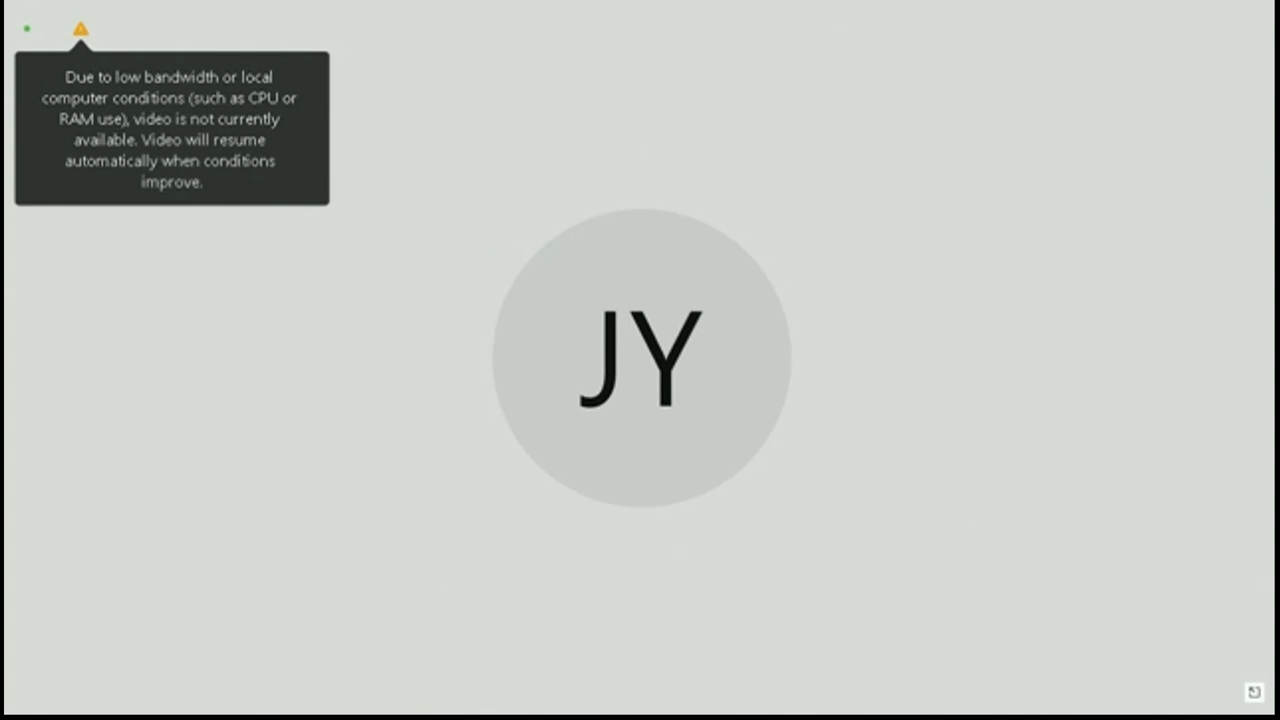 Due to low bandwidth or local
computer conditions (such as CPU or
RAM use), video is not currently
available. Video will resume
automatically when conditions
improve.
JY